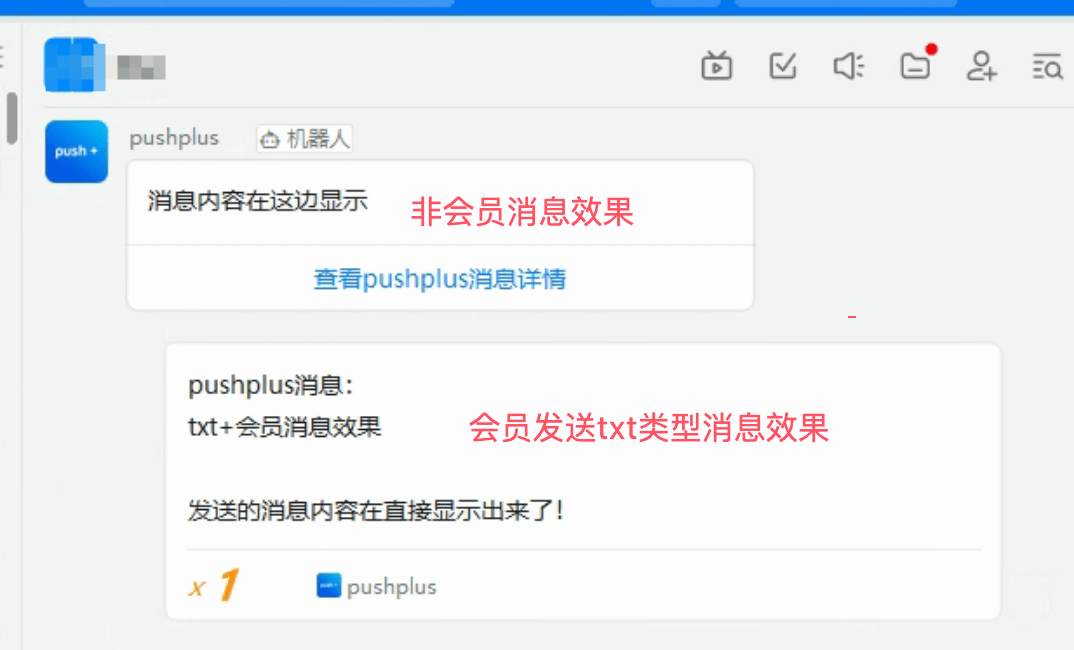 push +
pushplus 机器人
消息内容在这边显示
非会员消息效果
查看pushplus消息详情
pushplus消息：
txt+会员消息效果
会员发送txt类型消息效果
发送的消息内容在直接显示出来了！
x 1
pushplus